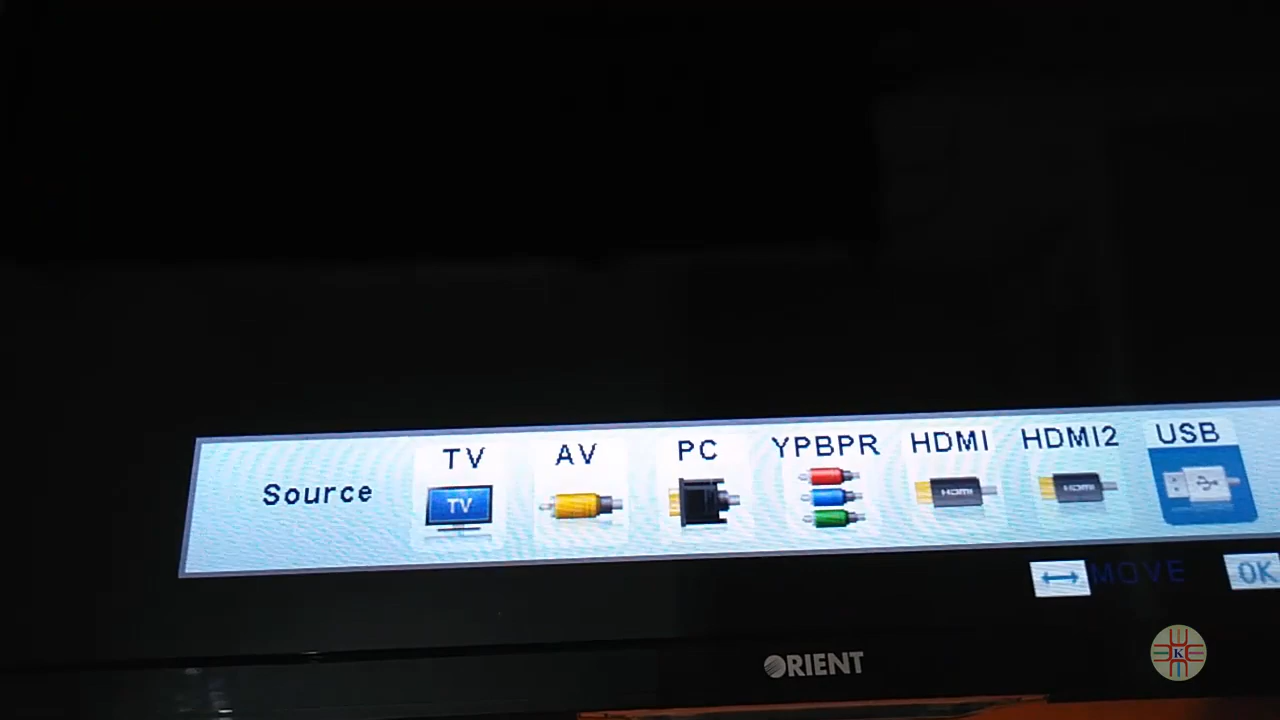 Source TV AV PC YPBPR HDMI HDMI2 USB
TV HDMI HDMI
MOVE OK
ORIENT
K